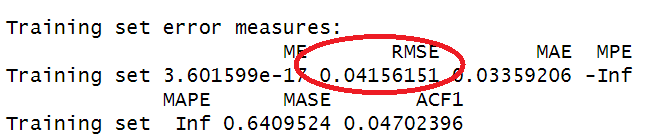 Training set error measures:
ME RMSE MAE MPE
Training set 3.601599e-17 0.04156151 0.03359206 -Inf
MAPE MASE ACF1
Training set Inf 0.6409524 0.04702396